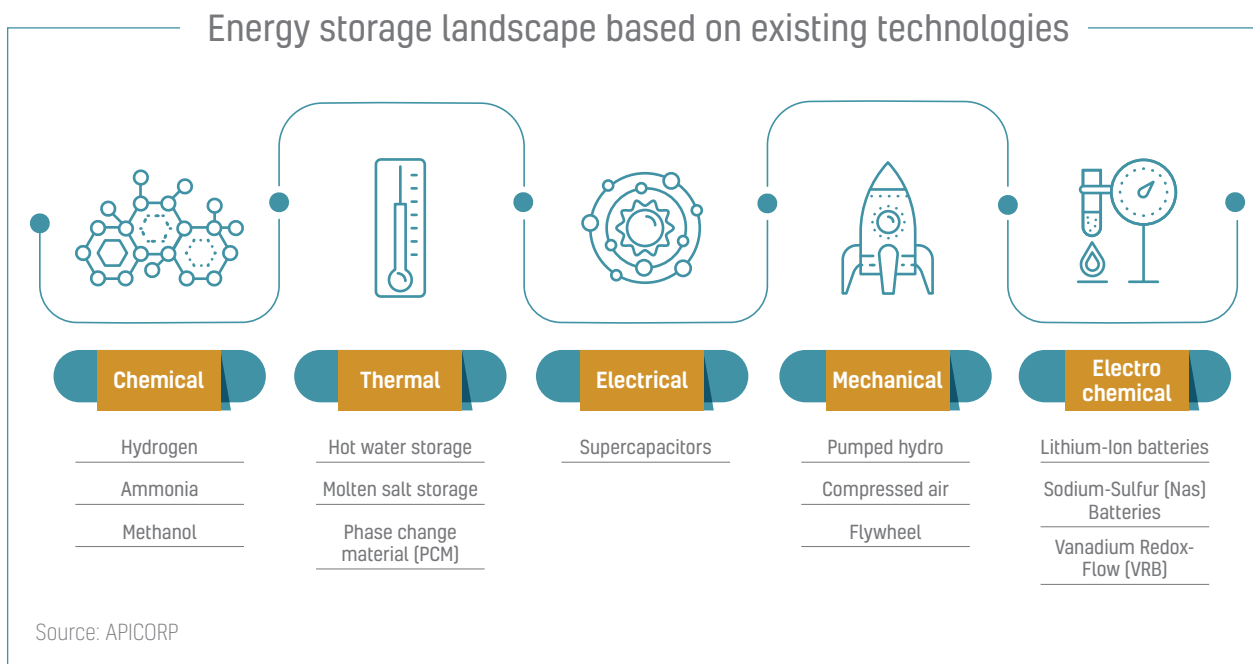 Energy storage landscape based on existing technologies
Chemical
Hydrogen
Ammonia
Methanol
Thermal
Hot water storage
Molten salt storage
Phase change
material (PCM)
Electrical
Supercapacitors
Mechanical
Pumped hydro
Compressed air
Flywheel
Electro
chemical
Lithium-Ion batteries
Sodium-Sulfur (Nas)
Batteries
Vanadium Redox-
Flow (VRB)
Source: APICORP